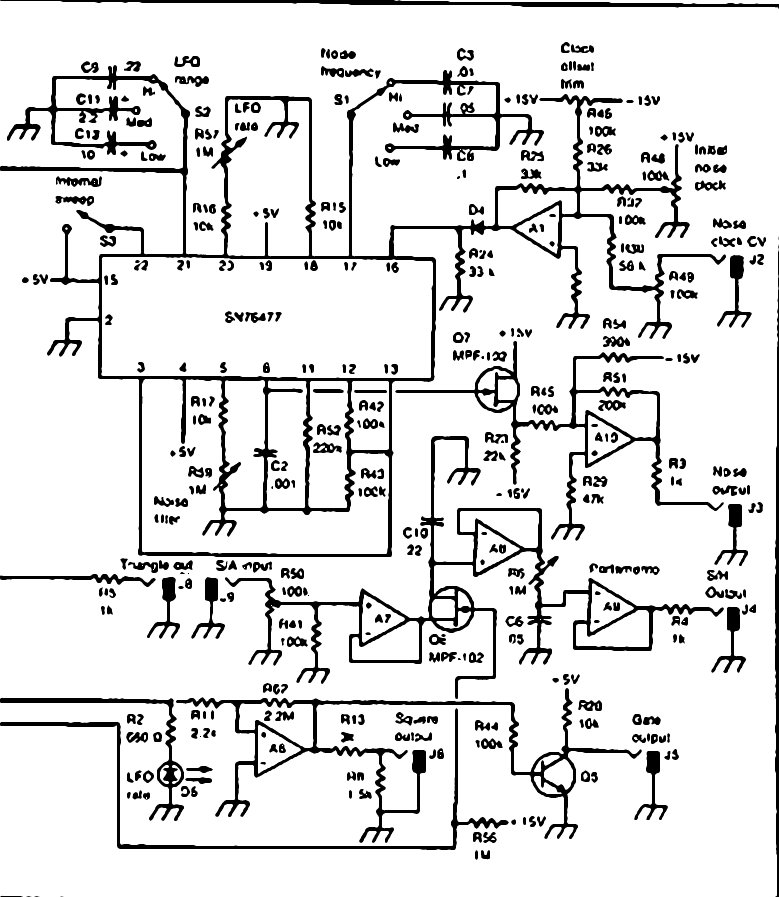 C9 .22
LFO
range
Hi
C11 +
2.2
Med
S2
C13
10 +
Low
R57
1M
LFO
rate
Noise
frequency
S1
Hi
Med
Low
C3
.01
C7
.05
C8
.1
Clock
offset
trim
+15V
-15V
R46
100k
R26
33k
R25
33k
R48
100k
+15V
Initial
noise
clock
R37
100k
Internal
sweep
S3
R16
10k
+5V
R15
10k
D4
A1
R24
33k
R38
56k
R49
100k
Noise
clock CV
J2
22 21 20 19 18 17 16
+5V
15
2
SN76477
3 4 5 6 11 12 13
Q7
MPF-102
+15V
R54
390k
-15V
R51
200k
R45
100k
A10
R17
10k
+5V
R42
100k
R52
220k
R23
22k
-15V
R29
47k
R3
1k
Noise
output
J3
R59
1M
Noise
filter
C2
.001
R43
100k
C10
.22
A8
R5
1M
Portamento
C6
.05
A9
S/H
Output
R4
1k
J4
Triangle out
J8
1k
S/A input
J9
R50
100k
R41
100k
A7
Q6
MPF-102
R2
680 Ω
R11
2.2k
R67
2.2M
A6
R13
Square
output
J6
R8
1.5k
LFO
rate
D6
R44
100k
+5V
R20
10k
Gate
output
J5
Q5
+15V
R56
1M